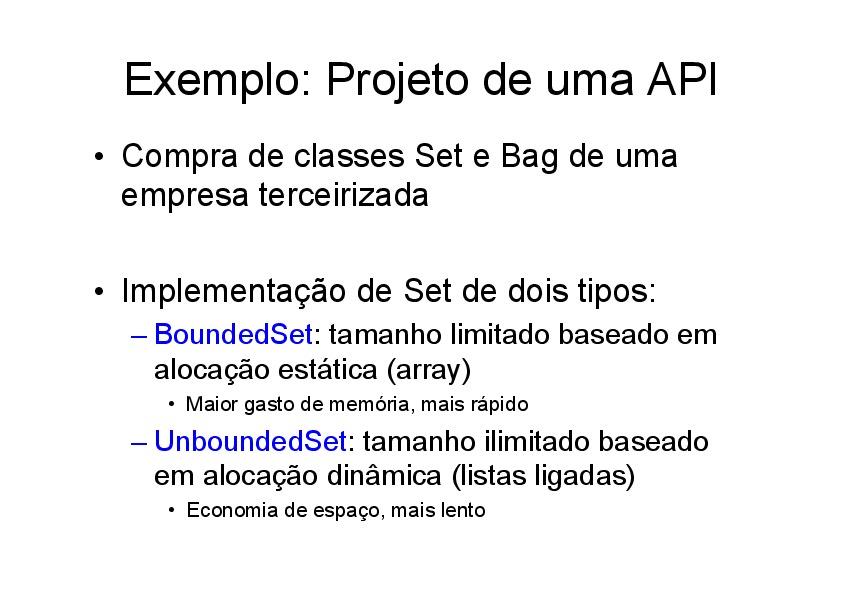 Exemplo: Projeto de uma API
• Compra de classes Set e Bag de uma
empresa terceirizada
• Implementação de Set de dois tipos:
– BoundedSet: tamanho limitado baseado em
alocação estática (array)
• Maior gasto de memória, mais rápido
– UnboundedSet: tamanho ilimitado baseado
em alocação dinâmica (listas ligadas)
• Economia de espaço, mais lento